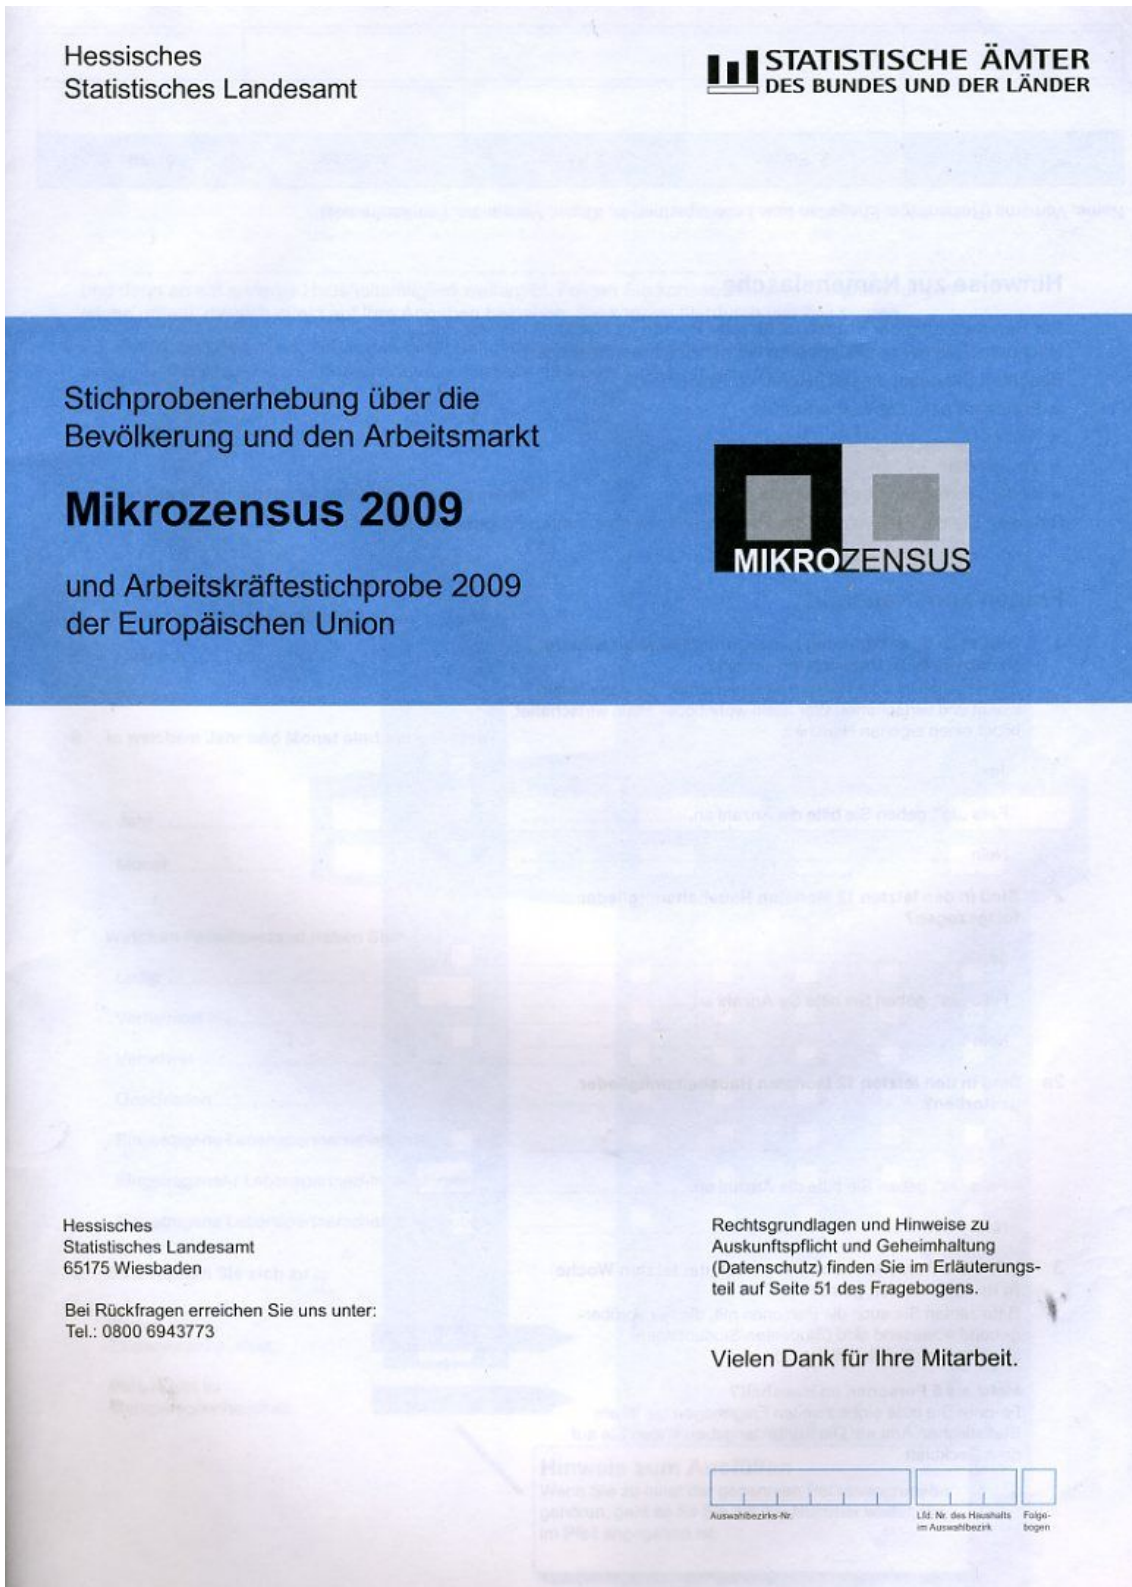 Hessisches
Statistisches Landesamt
STATISTISCHE ÄMTER
DES BUNDES UND DER LÄNDER
Stichprobenerhebung über die
Bevölkerung und den Arbeitsmarkt
Mikrozensus 2009
und Arbeitskräftestichprobe 2009
der Europäischen Union
MIKROZENSUS
Hessisches
Statistisches Landesamt
65175 Wiesbaden
Bei Rückfragen erreichen Sie uns unter:
Tel.: 0800 6943773
Rechtsgrundlagen und Hinweise zu
Auskunftspflicht und Geheimhaltung
(Datenschutz) finden Sie im Erläuterungs-
teil auf Seite 51 des Fragebogens.
Vielen Dank für Ihre Mitarbeit.
Auswahlbezirks-Nr.
Lfd. Nr. des Haushalts
im Auswahlbezirk
Folge-
bogen